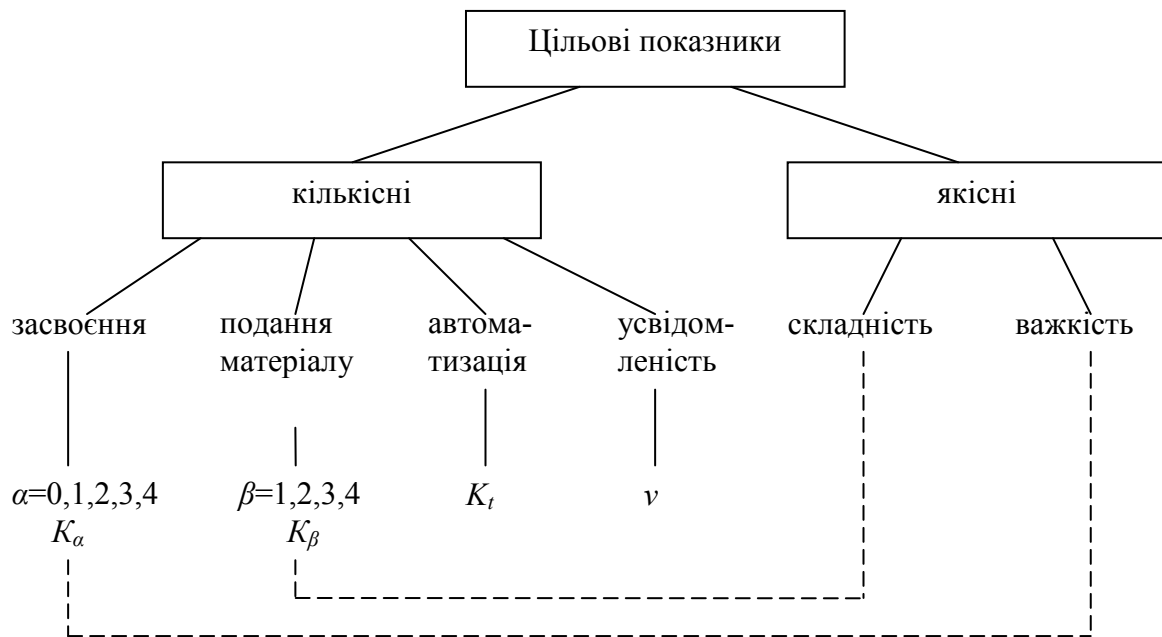 Цільові показники
кількісні
якісні
засвоєння
подання
матеріалу
автома-
тизація
усвідом-
леність
складність
важкість
α=0,1,2,3,4
Kα
β=1,2,3,4
Kβ
Kt
ν